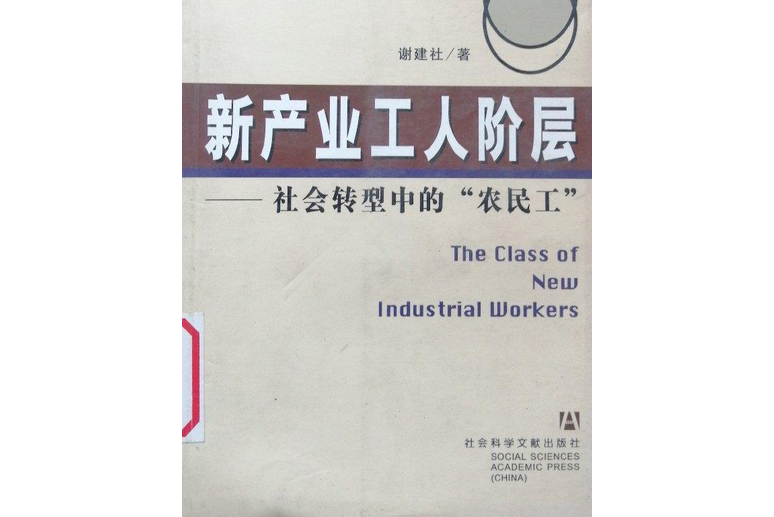 谢建社/著
新产业工人阶层
——社会转型中的“农民工”
The Class of
New
Industrial Workers
社会科学文献出版社
SOCIAL SCIENCES
ACADEMIC PRESS
(CHINA)